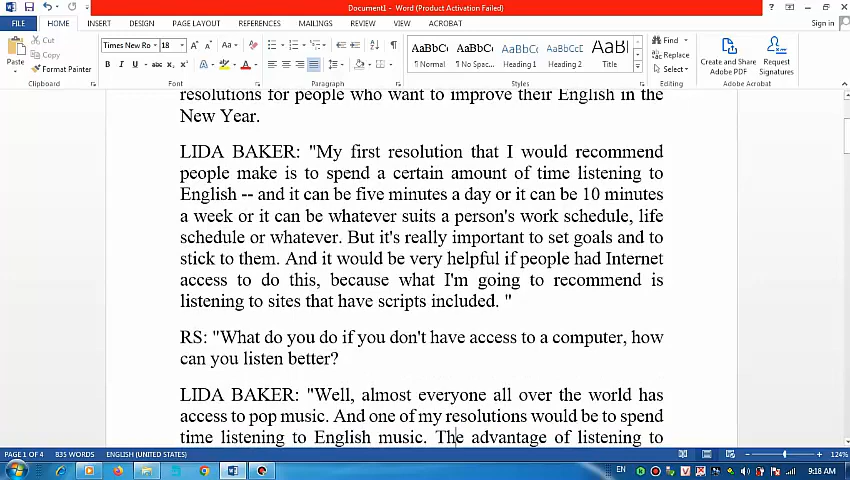 Document1 - Word (Product Activation Failed)
FILE HOME INSERT DESIGN PAGE LAYOUT REFERENCES MAILINGS REVIEW VIEW ACROBAT Sign in
Paste Cut Copy Format Painter Clipboard
Times New Ro 18 Aa Font
Paragraph
AaBbC AaBbC AaBbC AaBbC AaBl
¶ Normal ¶ No Spac... Heading 1 Heading 2 Title Styles
Find Replace Select Editing
Create and Share Adobe PDF Request Signatures Adobe Acrobat
resolutions for people who want to improve their English in the
New Year.
LIDA BAKER: "My first resolution that I would recommend
people make is to spend a certain amount of time listening to
English -- and it can be five minutes a day or it can be 10 minutes
a week or it can be whatever suits a person's work schedule, life
schedule or whatever. But it's really important to set goals and to
stick to them. And it would be very helpful if people had Internet
access to do this, because what I'm going to recommend is
listening to sites that have scripts included. "
RS: "What do you do if you don't have access to a computer, how
can you listen better?
LIDA BAKER: "Well, almost everyone all over the world has
access to pop music. And one of my resolutions would be to spend
time listening to English music. The advantage of listening to
PAGE 1 OF 4 835 WORDS ENGLISH (UNITED STATES) 124%
EN 9:18 AM